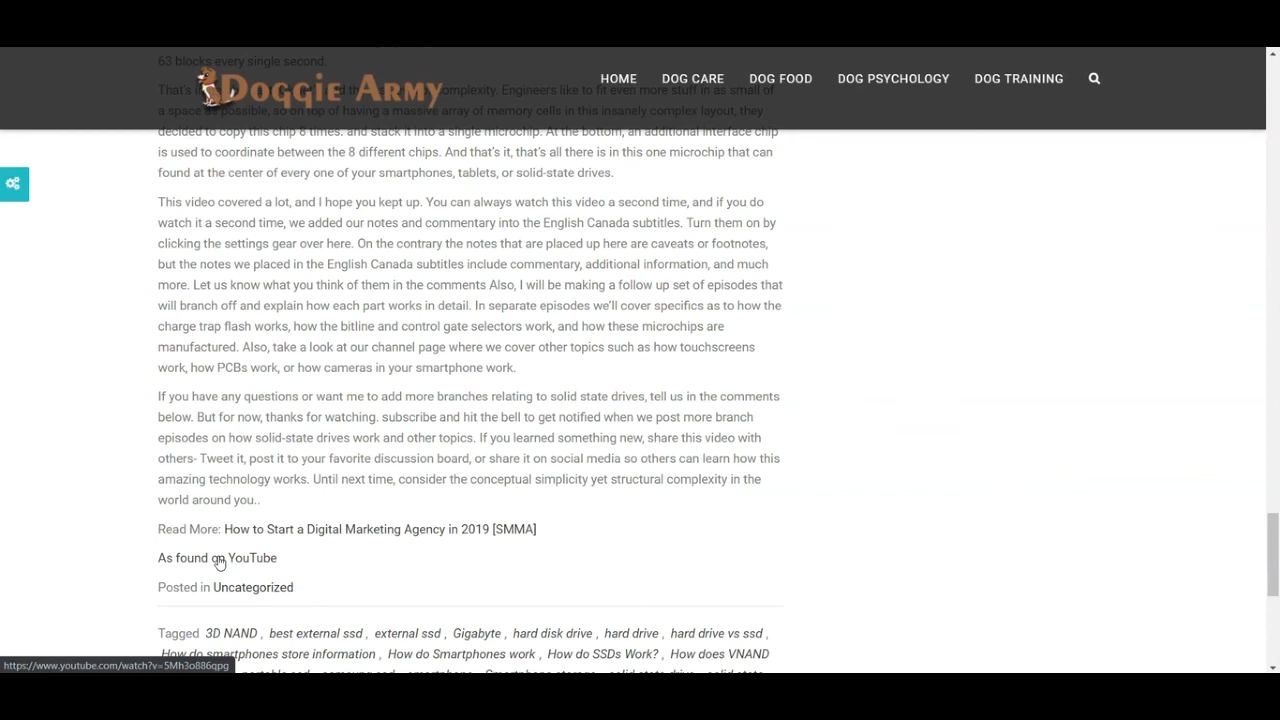 63 blocks every single second.
Doggie Army
HOME DOG CARE DOG FOOD DOG PSYCHOLOGY DOG TRAINING
complexity. Engineers like to fit even more stuff in as small of
a space as possible, so on top of having a massive array of memory cells in this insanely complex layout, they
decided to copy this chip 8 times. and stack it into a single microchip. At the bottom, an additional interface chip
is used to coordinate between the 8 different chips. And that's it, that's all there is in this one microchip that can
found at the center of every one of your smartphones, tablets, or solid-state drives.
This video covered a lot, and I hope you kept up. You can always watch this video a second time, and if you do
watch it a second time, we added our notes and commentary into the English Canada subtitles. Turn them on by
clicking the settings gear over here. On the contrary the notes that are placed up here are caveats or footnotes,
but the notes we placed in the English Canada subtitles include commentary, additional information, and much
more. Let us know what you think of them in the comments Also, I will be making a follow up set of episodes that
will branch off and explain how each part works in detail. In separate episodes we'll cover specifics as to how the
charge trap flash works, how the bitline and control gate selectors work, and how these microchips are
manufactured. Also, take a look at our channel page where we cover other topics such as how touchscreens
work, how PCBs work, or how cameras in your smartphone work.
If you have any questions or want me to add more branches relating to solid state drives, tell us in the comments
below. But for now, thanks for watching. subscribe and hit the bell to get notified when we post more branch
episodes on how solid-state drives work and other topics. If you learned something new, share this video with
others- Tweet it, post it to your favorite discussion board, or share it on social media so others can learn how this
amazing technology works. Until next time, consider the conceptual simplicity yet structural complexity in the
world around you..
Read More: How to Start a Digital Marketing Agency in 2019 [SMMA]
As found on YouTube
Posted in Uncategorized
Tagged 3D NAND , best external ssd , external ssd , Gigabyte , hard disk drive , hard drive , hard drive vs ssd ,
How do smartphones store information , How do Smartphones work , How do SSDs Work? , How does VNAND
https://www.youtube.com/watch?v=5Mh3o886qpg
portable ssd , samsung ssd , smartphone , Smartphone storage , solid state drive , solid state